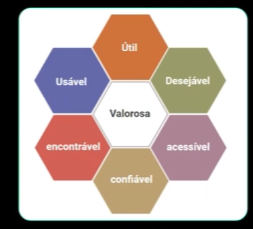 Útil
Usável
Desejável
Valorosa
encontrável
acessível
confiável